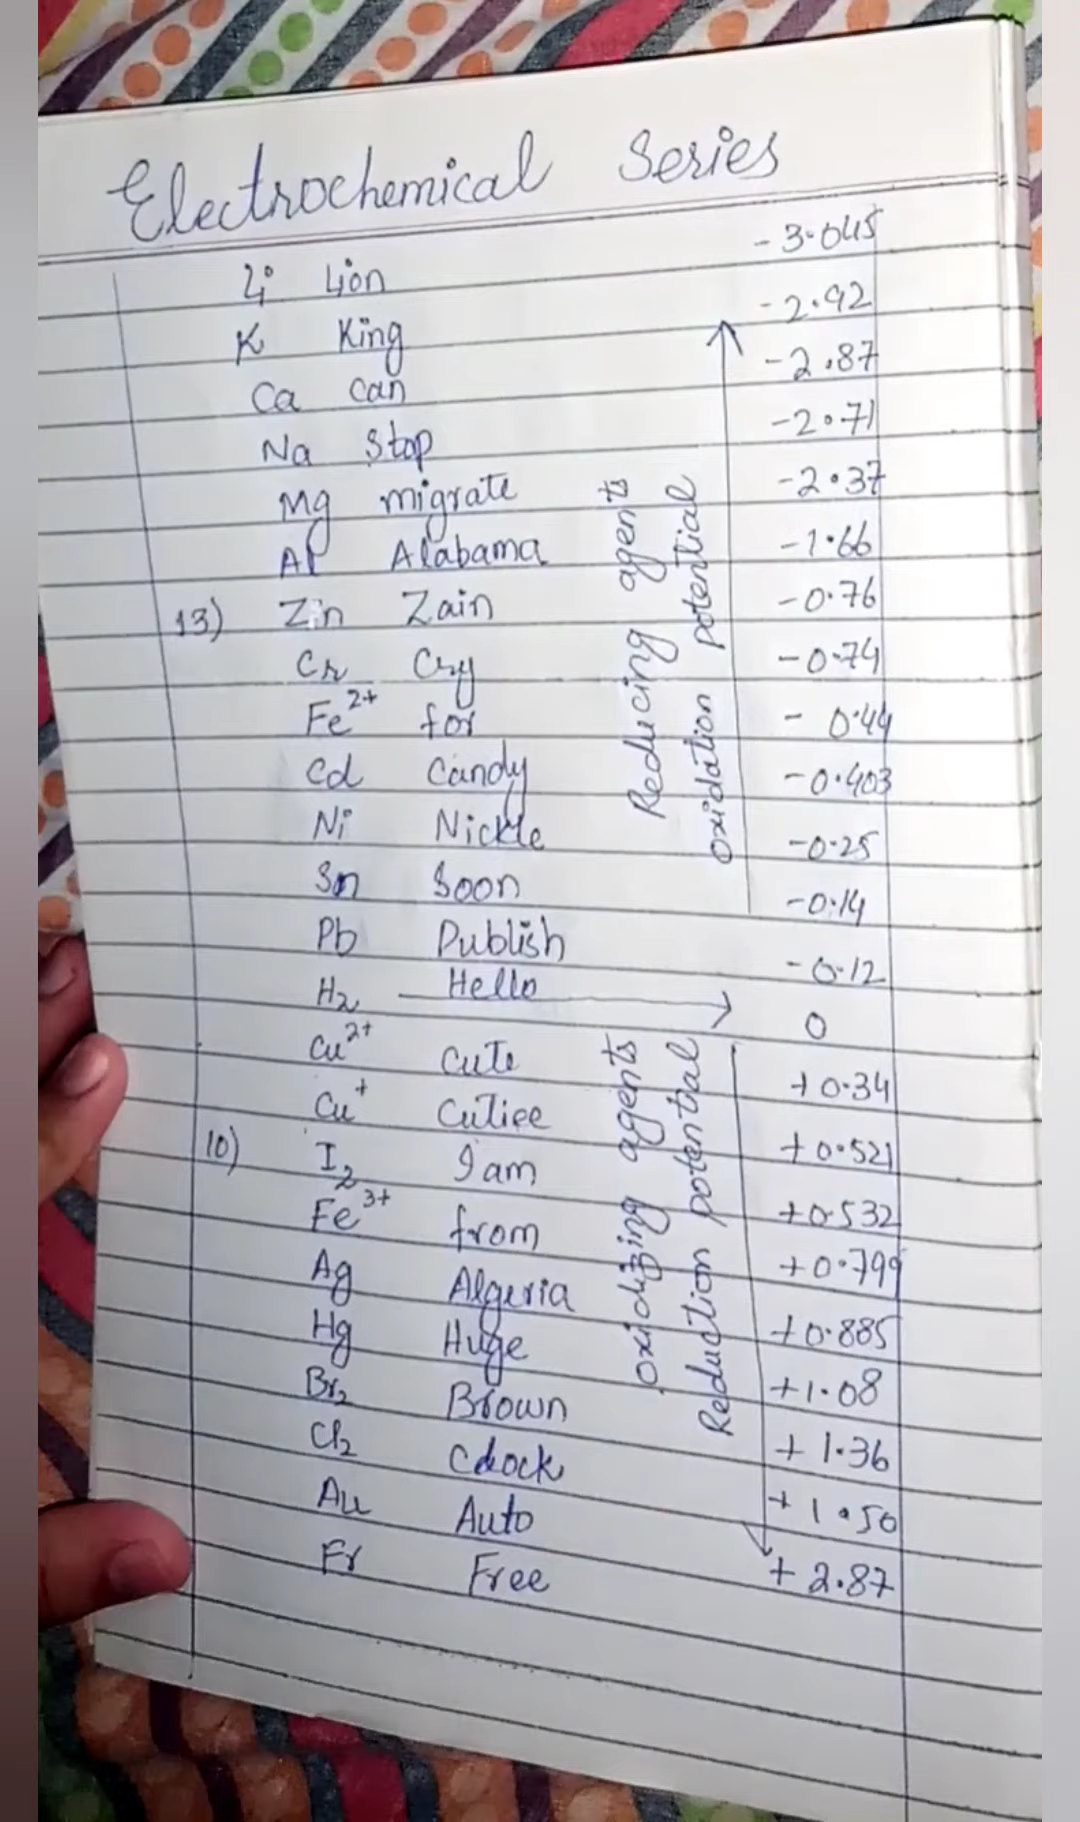 Electrochemical Series
Li Lion -3.045
K King -2.92
Ca can -2.87
Na Stop -2.71
Mg migrate -2.37
Al Alabama -1.66
13) Zin Zain -0.76
Cr Cry -0.74
Fe2+ for - 0.44
Cd Candy -0.403
Ni Nickle -0.25
Sn Soon -0.14
Pb Publish -0.12
H2 Hello 0
Cu2+ Cute +0.34
Cu+ Cutiee +0.521
10) I2 I am +0.532
Fe3+ from +0.799
Ag Algeria +0.885
Hg Huge +1.08
Br2 Brown + 1.36
Cl2 Clock + 1.50
Au Auto + 2.87
Fr Free
Reducing agents
oxidation potential
oxidizing agents
Reduction potential